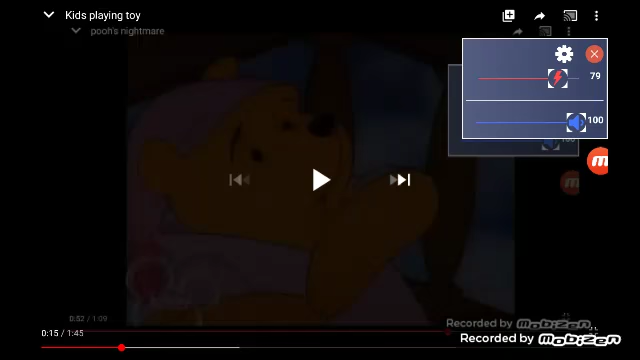 Kids playing toy
pooh's nightmare
79
100
100
0:52 / 1:09
0:15 / 1:45
Recorded by Mobizen
Recorded by Mobizen